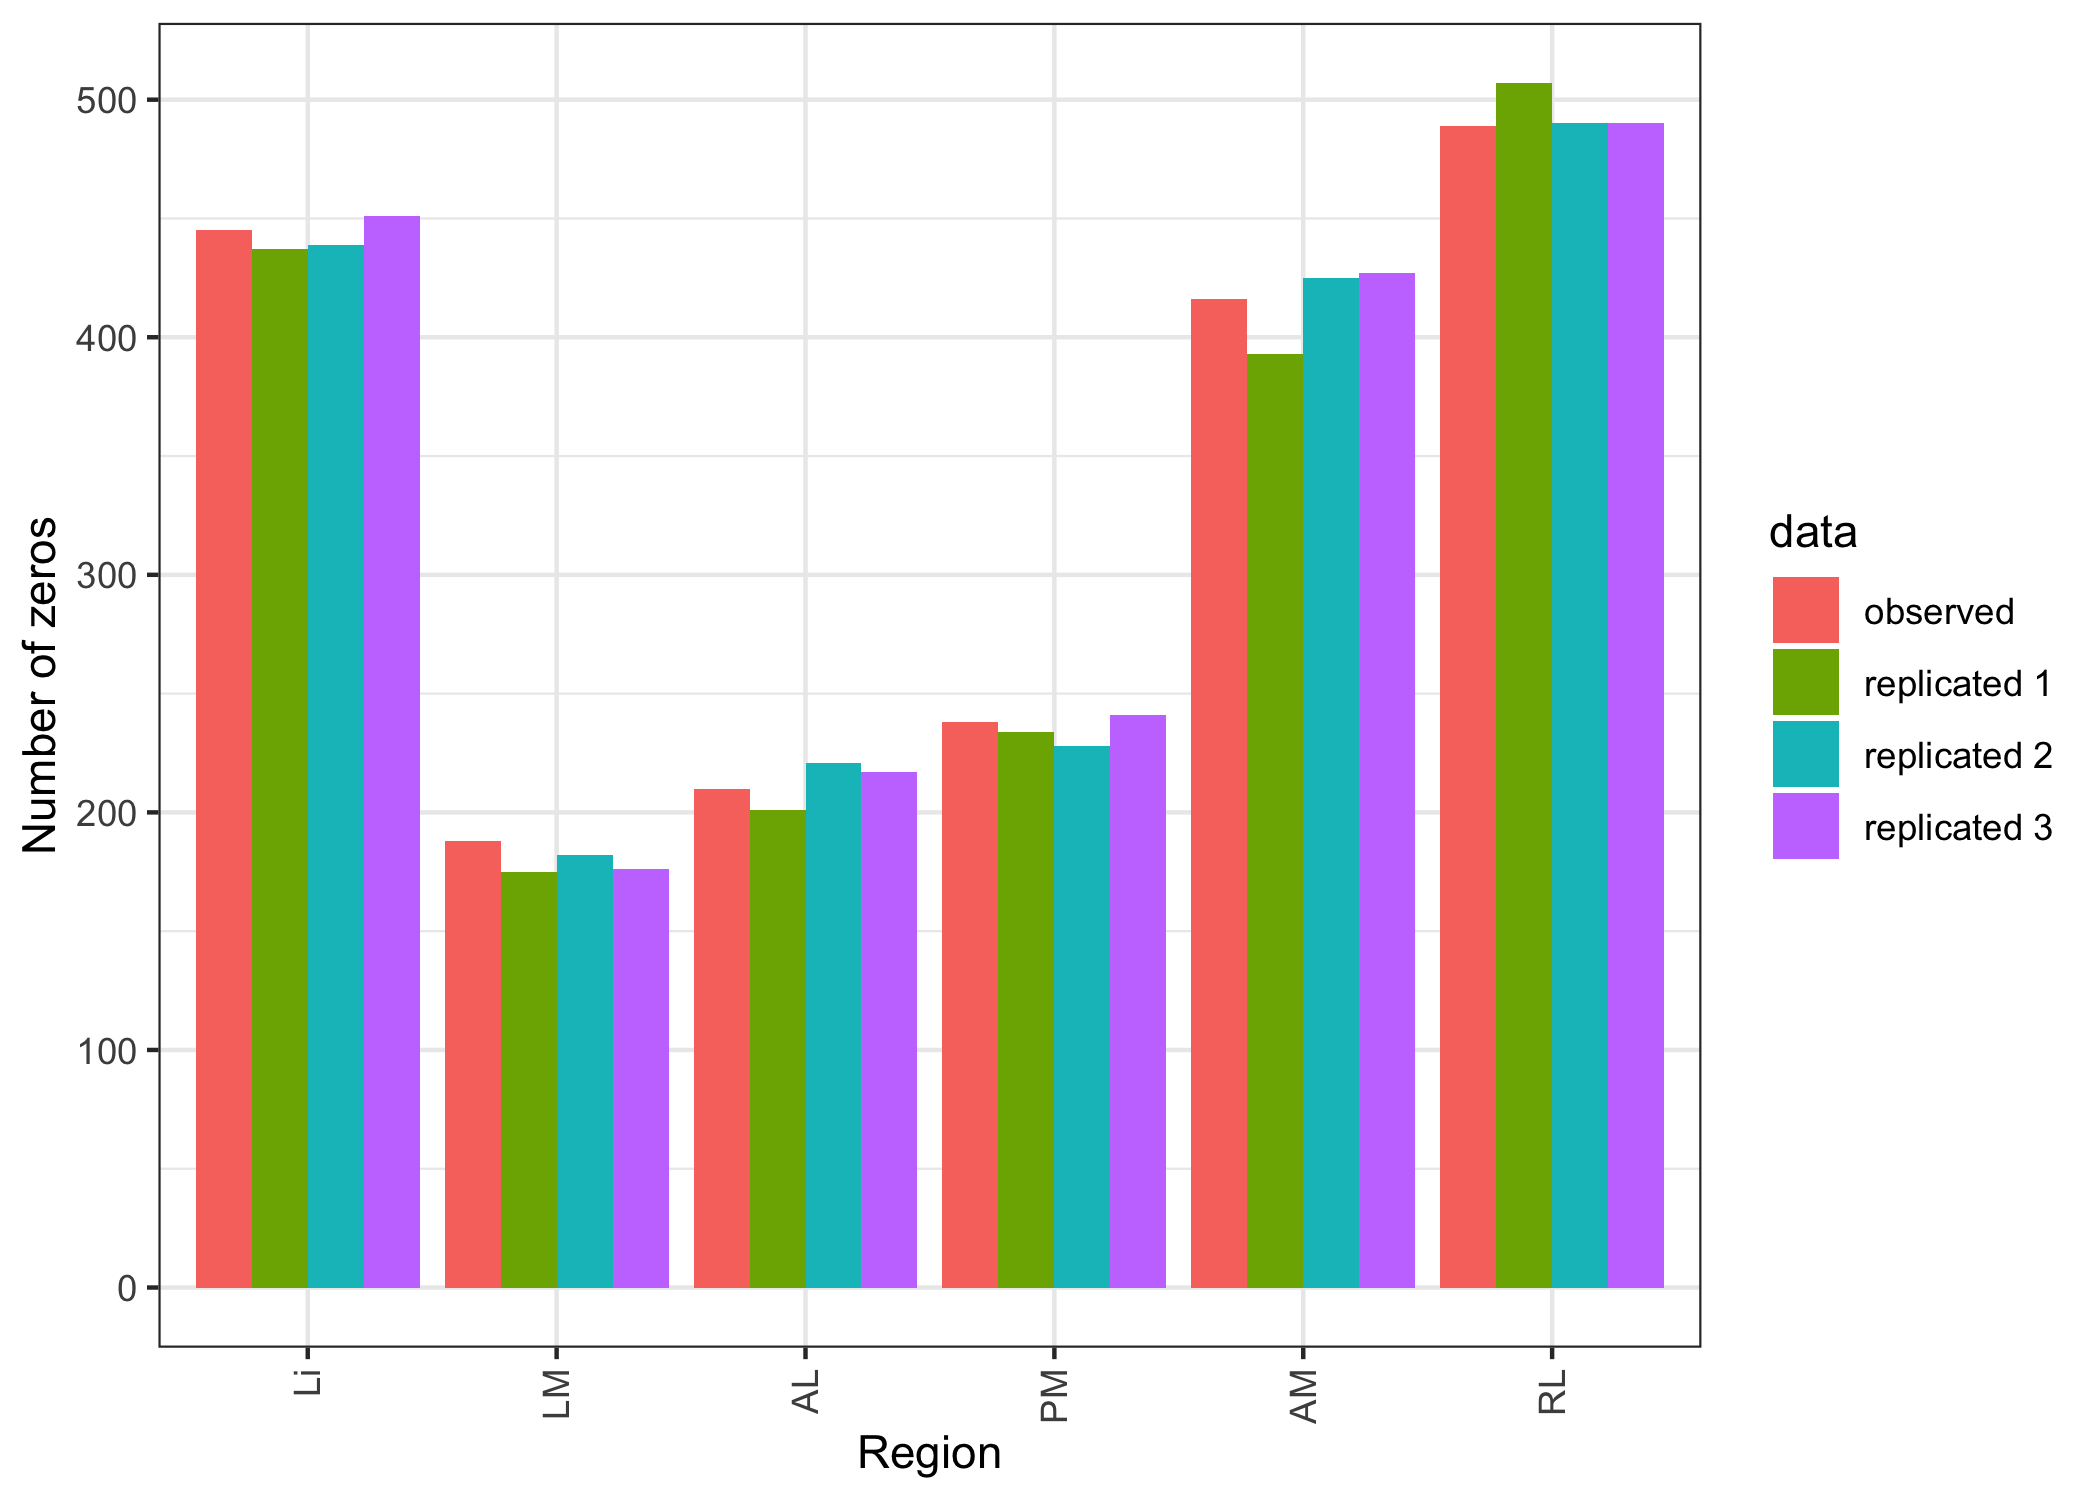 Number of zeros
500
400
300
200
100
0
Li
LM
AL
PM
AM
RL
Region
data
observed
replicated 1
replicated 2
replicated 3